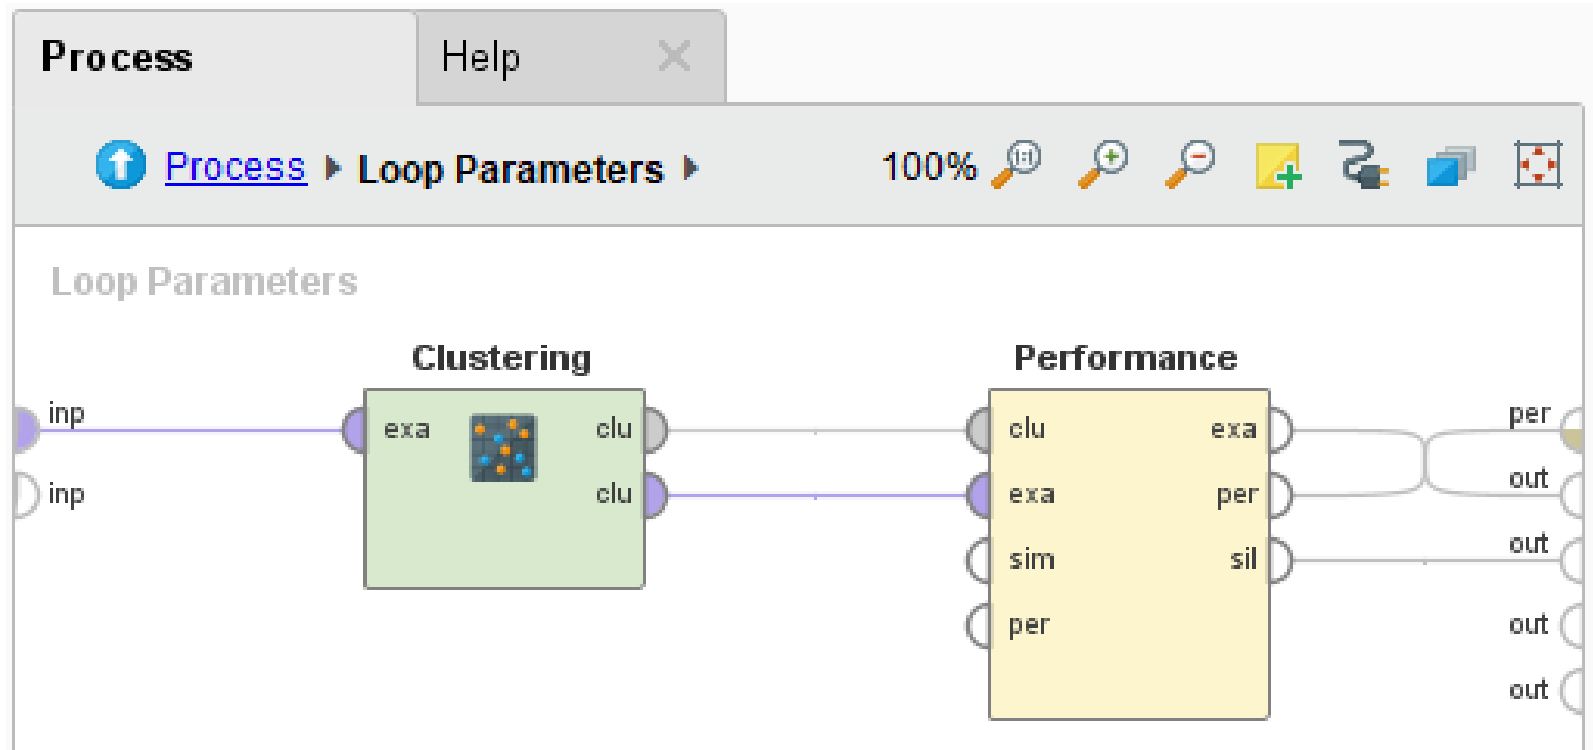 Process Help
Process Loop Parameters 100%
Loop Parameters
Clustering Performance
inp exa clu clu exa per
inp clu exa per out
sim sil out
per out
out